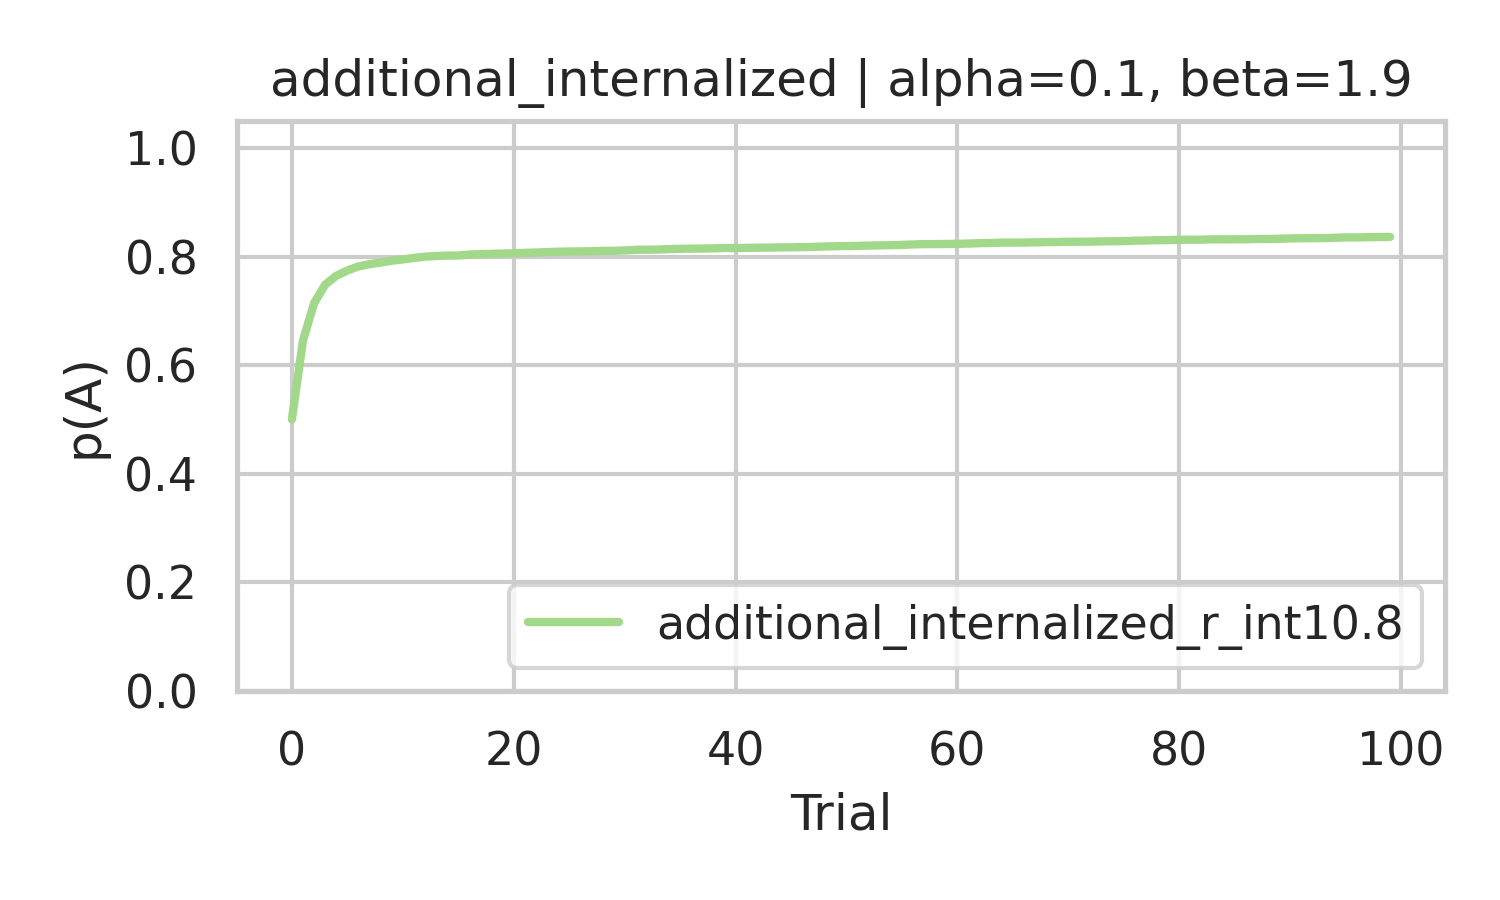 additional_internalized | alpha=0.1, beta=1.9
1.0
0.8
0.6
0.4
0.2
0.0
p(A)
additional_internalized_r_int10.8
0 20 40 60 80 100
Trial